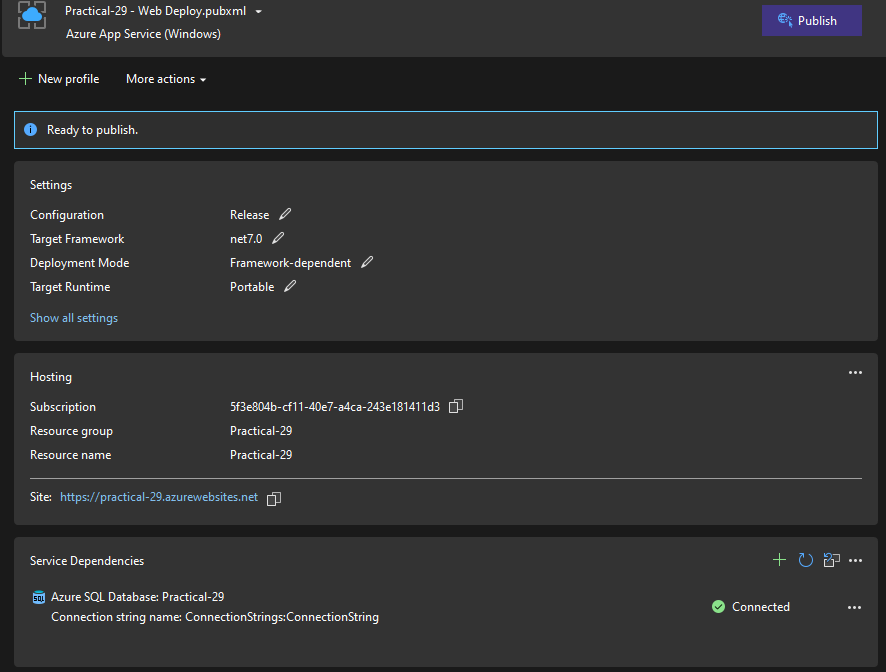 Practical-29 - Web Deploy.pubxml
Azure App Service (Windows)
Publish
New profile
More actions
Ready to publish.
Settings
Configuration Release
Target Framework net7.0
Deployment Mode Framework-dependent
Target Runtime Portable
Show all settings
Hosting
Subscription 5f3e804b-cf11-40e7-a4ca-243e181411d3
Resource group Practical-29
Resource name Practical-29
Site: https://practical-29.azurewebsites.net
Service Dependencies
SQL
Azure SQL Database: Practical-29
Connection string name: ConnectionStrings:ConnectionString
Connected